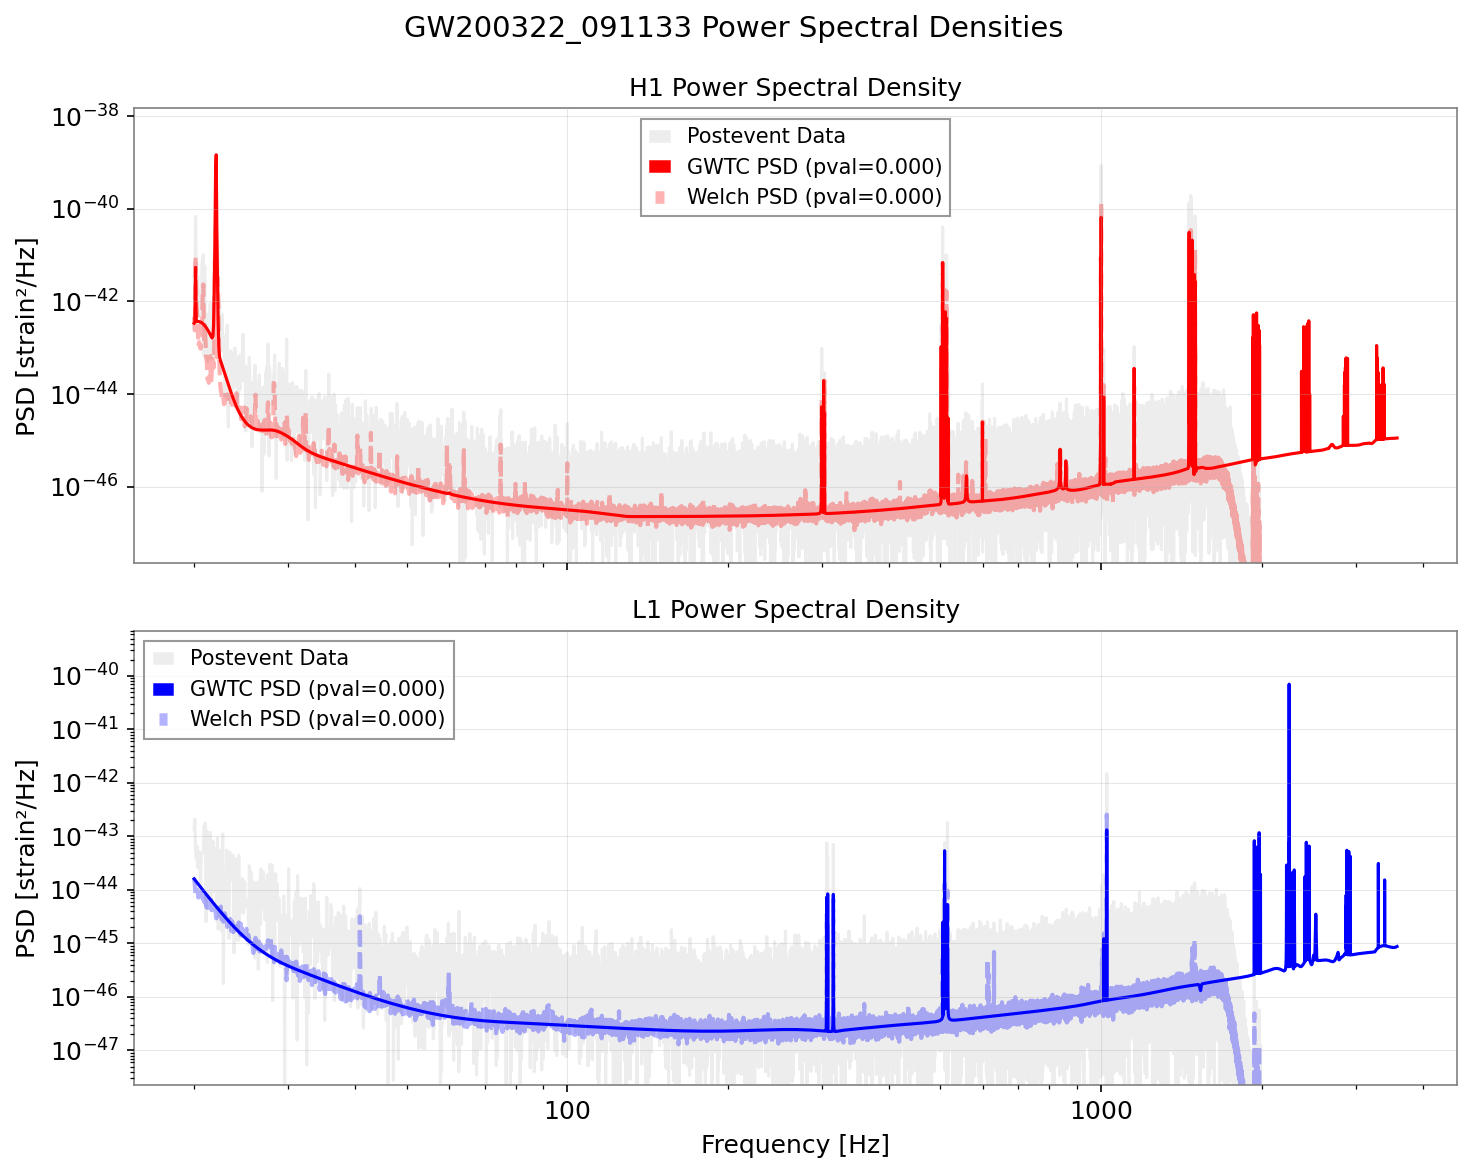 GW200322_091133 Power Spectral Densities
H1 Power Spectral Density
10⁻³⁸
10⁻⁴⁰
10⁻⁴²
10⁻⁴⁴
10⁻⁴⁶
PSD [strain²/Hz]
Postevent Data
GWTC PSD (pval=0.000)
Welch PSD (pval=0.000)
L1 Power Spectral Density
10⁻⁴⁰
10⁻⁴¹
10⁻⁴²
10⁻⁴³
10⁻⁴⁴
10⁻⁴⁵
10⁻⁴⁶
10⁻⁴⁷
PSD [strain²/Hz]
Postevent Data
GWTC PSD (pval=0.000)
Welch PSD (pval=0.000)
100 1000
Frequency [Hz]